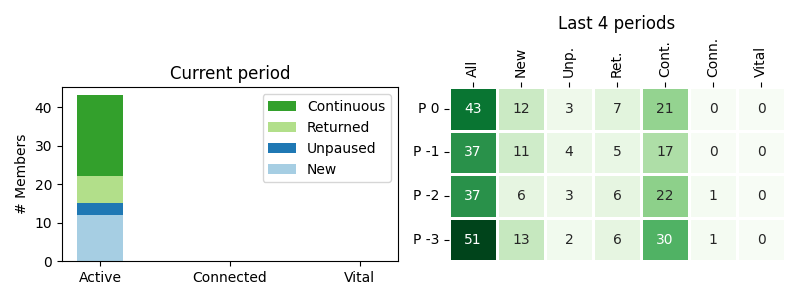 Current period
# Members
40
30
20
10
0
Continuous
Returned
Unpaused
New
Active Connected Vital
Last 4 periods
All New Unp. Ret. Cont. Conn. Vital
P 0 43 12 3 7 21 0 0
P -1 37 11 4 5 17 0 0
P -2 37 6 3 6 22 1 0
P -3 51 13 2 6 30 1 0